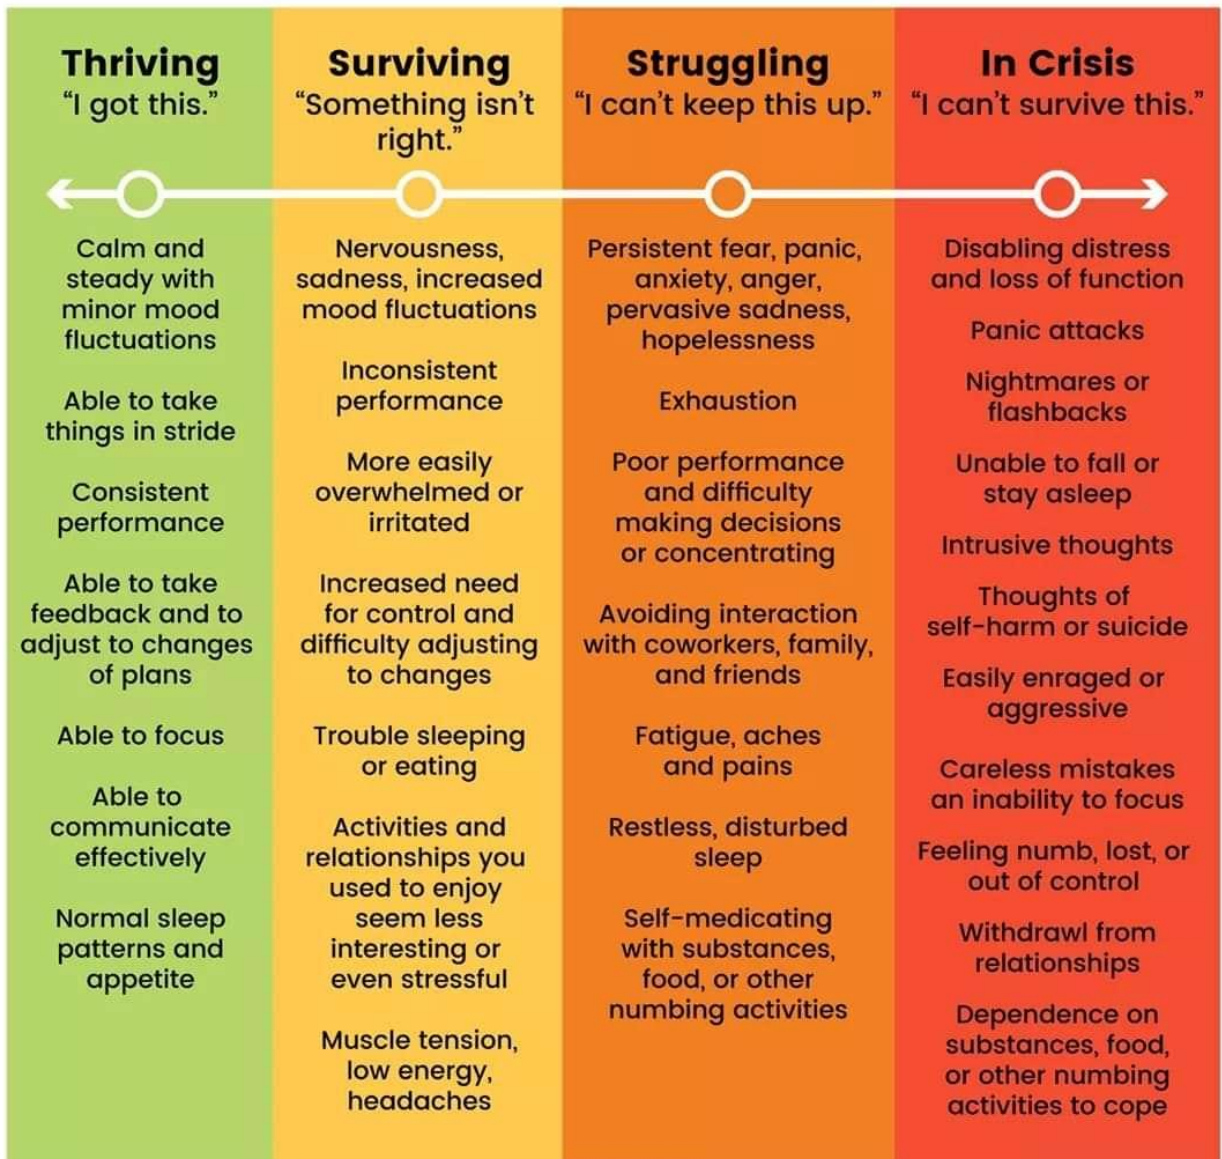 Thriving
“I got this.”
Calm and
steady with
minor mood
fluctuations
Able to take
things in stride
Consistent
performance
Able to take
feedback and to
adjust to changes
of plans
Able to focus
Able to
communicate
effectively
Normal sleep
patterns and
appetite
Surviving
“Something isn’t
right.”
Nervousness,
sadness, increased
mood fluctuations
Inconsistent
performance
More easily
overwhelmed or
irritated
Increased need
for control and
difficulty adjusting
to changes
Trouble sleeping
or eating
Activities and
relationships you
used to enjoy
seem less
interesting or
even stressful
Muscle tension,
low energy,
headaches
Struggling
“I can’t keep this up.”
Persistent fear, panic,
anxiety, anger,
pervasive sadness,
hopelessness
Exhaustion
Poor performance
and difficulty
making decisions
or concentrating
Avoiding interaction
with coworkers, family,
and friends
Fatigue, aches
and pains
Restless, disturbed
sleep
Self-medicating
with substances,
food, or other
numbing activities
In Crisis
“I can’t survive this.”
Disabling distress
and loss of function
Panic attacks
Nightmares or
flashbacks
Unable to fall or
stay asleep
Intrusive thoughts
Thoughts of
self-harm or suicide
Easily enraged or
aggressive
Careless mistakes
an inability to focus
Feeling numb, lost, or
out of control
Withdrawl from
relationships
Dependence on
substances, food,
or other numbing
activities to cope